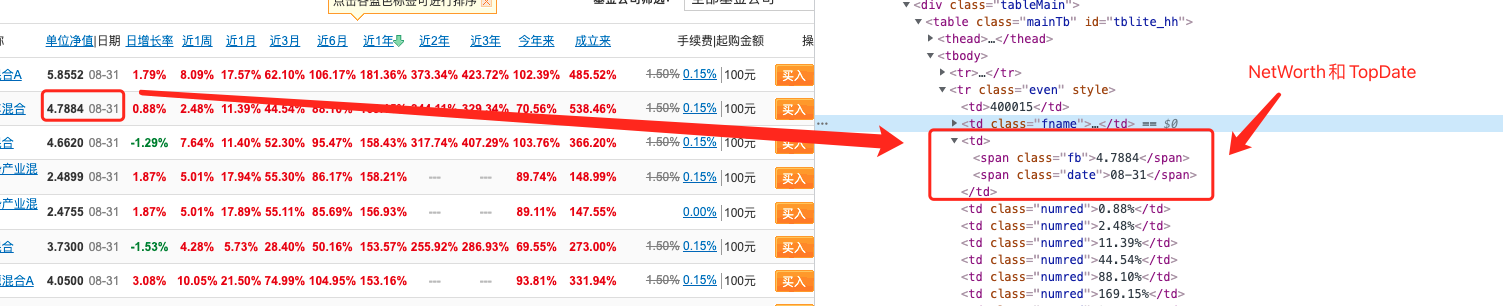 点击各蓝色标签可进行排序
基金公司筛选： 全部基金公司
称 单位净值|日期 日增长率 近1周 近1月 近3月 近6月 近1年 近2年 近3年 今年来 成立来 手续费|起购金额 操
合A 5.8552 08-31 1.79% 8.09% 17.57% 62.10% 106.17% 181.36% 373.34% 423.72% 102.39% 485.52% 1.50% 0.15% |100元 买入
混合 4.7884 08-31 0.88% 2.48% 11.39% 44.54% 70.56% 538.46% 1.50% 0.15% |100元 买入
合 4.6620 08-31 -1.29% 7.64% 11.40% 52.30% 95.47% 158.43% 317.74% 407.29% 103.76% 366.20% 1.50% 0.15% |100元 买入
产业混
2.4899 08-31 1.87% 5.01% 17.94% 55.30% 86.17% 158.21% --- --- 89.74% 148.99% 1.50% 0.15% |100元 买入
产业混
2.4755 08-31 1.87% 5.01% 17.89% 55.11% 85.69% 156.93% --- --- 89.11% 147.55% 0.00% |100元 买入
合 3.7300 08-31 -1.53% 4.28% 5.73% 28.40% 50.16% 153.57% 255.92% 286.93% 69.55% 273.00% 1.50% 0.15% |100元 买入
混合A 4.0500 08-31 3.08% 10.05% 21.50% 74.99% 104.95% 153.16% --- --- 93.81% 331.94% 1.50% 0.15% |100元 买入
<div class="tableMain">
<table class="mainTb" id="tblite_hh">
<thead>…</thead>
<tbody>
<tr>…</tr>
<tr class="even" style>
<td>400015</td>
<td class="fname">…</td> == $0
<td>
<span class="fb">4.7884</span>
<span class="date">08-31</span>
</td>
<td class="numred">0.88%</td>
<td class="numred">2.48%</td>
<td class="numred">11.39%</td>
<td class="numred">44.54%</td>
<td class="numred">88.10%</td>
<td class="numred">169.15%</td>
NetWorth和TopDate